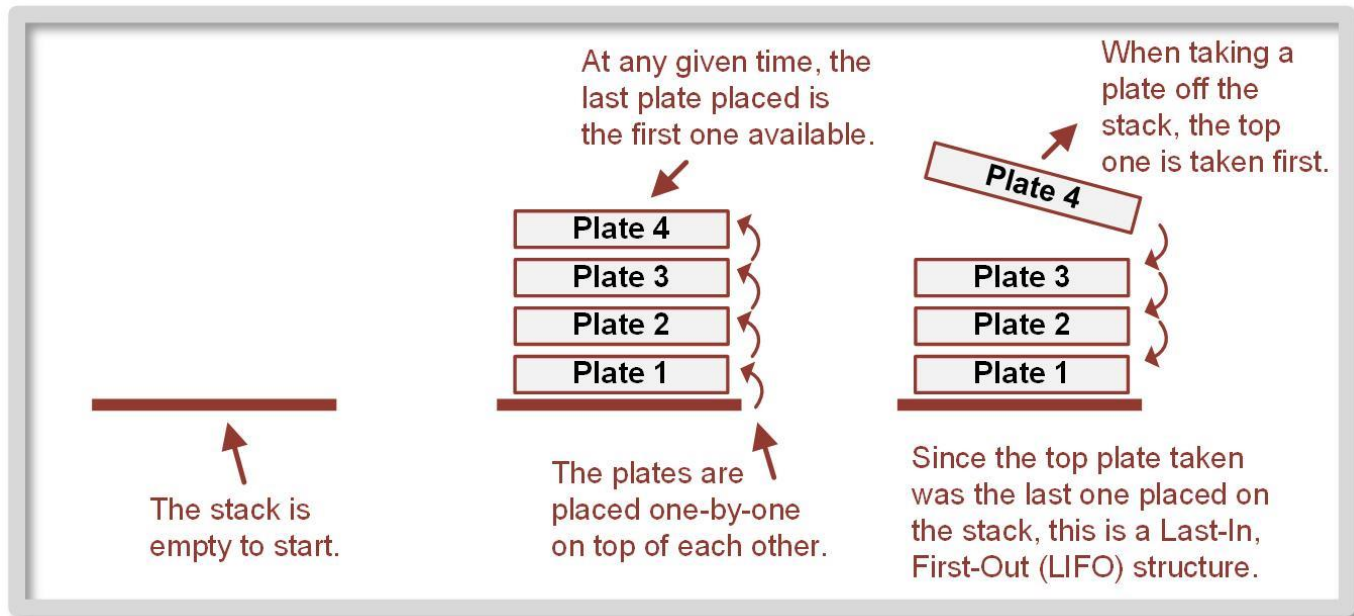 The stack is
empty to start.
At any given time, the
last plate placed is
the first one available.
Plate 4
Plate 3
Plate 2
Plate 1
The plates are
placed one-by-one
on top of each other.
When taking a
plate off the
stack, the top
one is taken first.
Plate 4
Plate 3
Plate 2
Plate 1
Since the top plate taken
was the last one placed on
the stack, this is a Last-In,
First-Out (LIFO) structure.